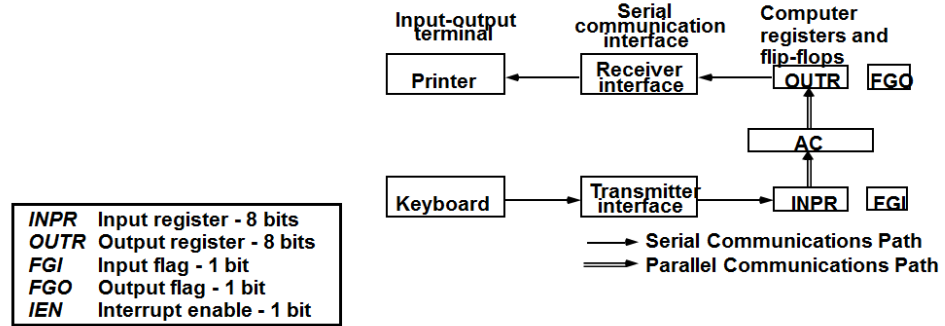 Input-output
terminal
Serial
communication
interface
Computer
registers and
flip-flops
Printer
Receiver
interface
OUTR
FGO
AC
Keyboard
Transmitter
interface
INPR
FGI
Serial Communications Path
Parallel Communications Path
INPR Input register - 8 bits
OUTR Output register - 8 bits
FGI Input flag - 1 bit
FGO Output flag - 1 bit
IEN Interrupt enable - 1 bit